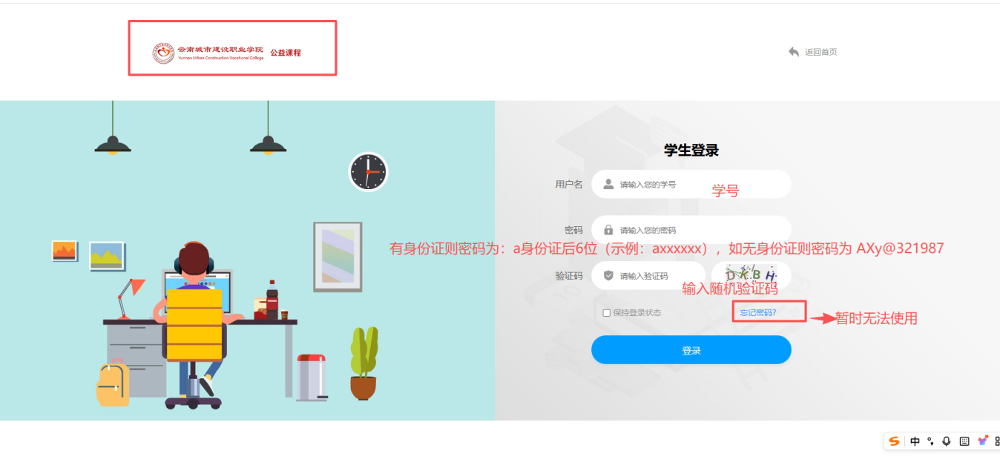 云南城市建设职业学院 公益课程
Yunnan Urban Construction Vocational College
返回首页
学生登录
用户名 请输入您的学号 学号
密码 请输入您的密码
有身份证则密码为：a身份证后6位（示例：axxxxxx），如无身份证则密码为 AXy@321987
验证码 请输入验证码 DKBH
输入随机验证码
保持登录状态 忘记密码? 暂时无法使用
登录
中